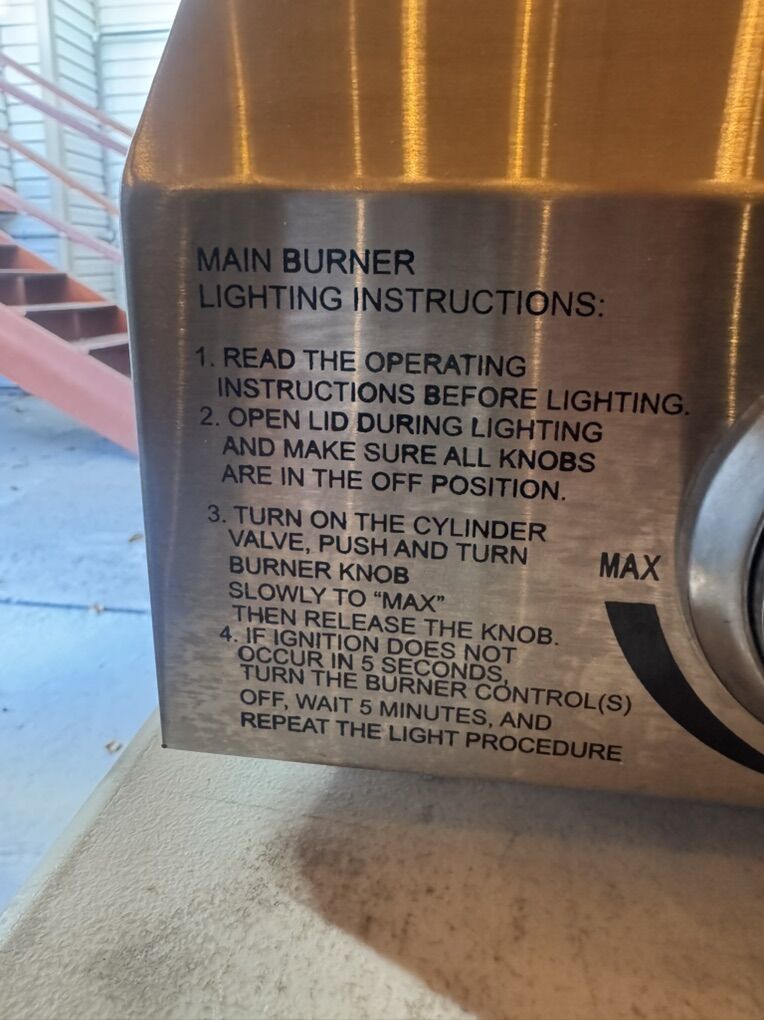 MAIN BURNER
LIGHTING INSTRUCTIONS:
1. READ THE OPERATING
INSTRUCTIONS BEFORE LIGHTING.
2. OPEN LID DURING LIGHTING
AND MAKE SURE ALL KNOBS
ARE IN THE OFF POSITION.
3. TURN ON THE CYLINDER
VALVE, PUSH AND TURN
BURNER KNOB
SLOWLY TO “MAX”
THEN RELEASE THE KNOB.
4. IF IGNITION DOES NOT
OCCUR IN 5 SECONDS,
TURN THE BURNER CONTROL(S)
OFF, WAIT 5 MINUTES, AND
REPEAT THE LIGHT PROCEDURE
MAX